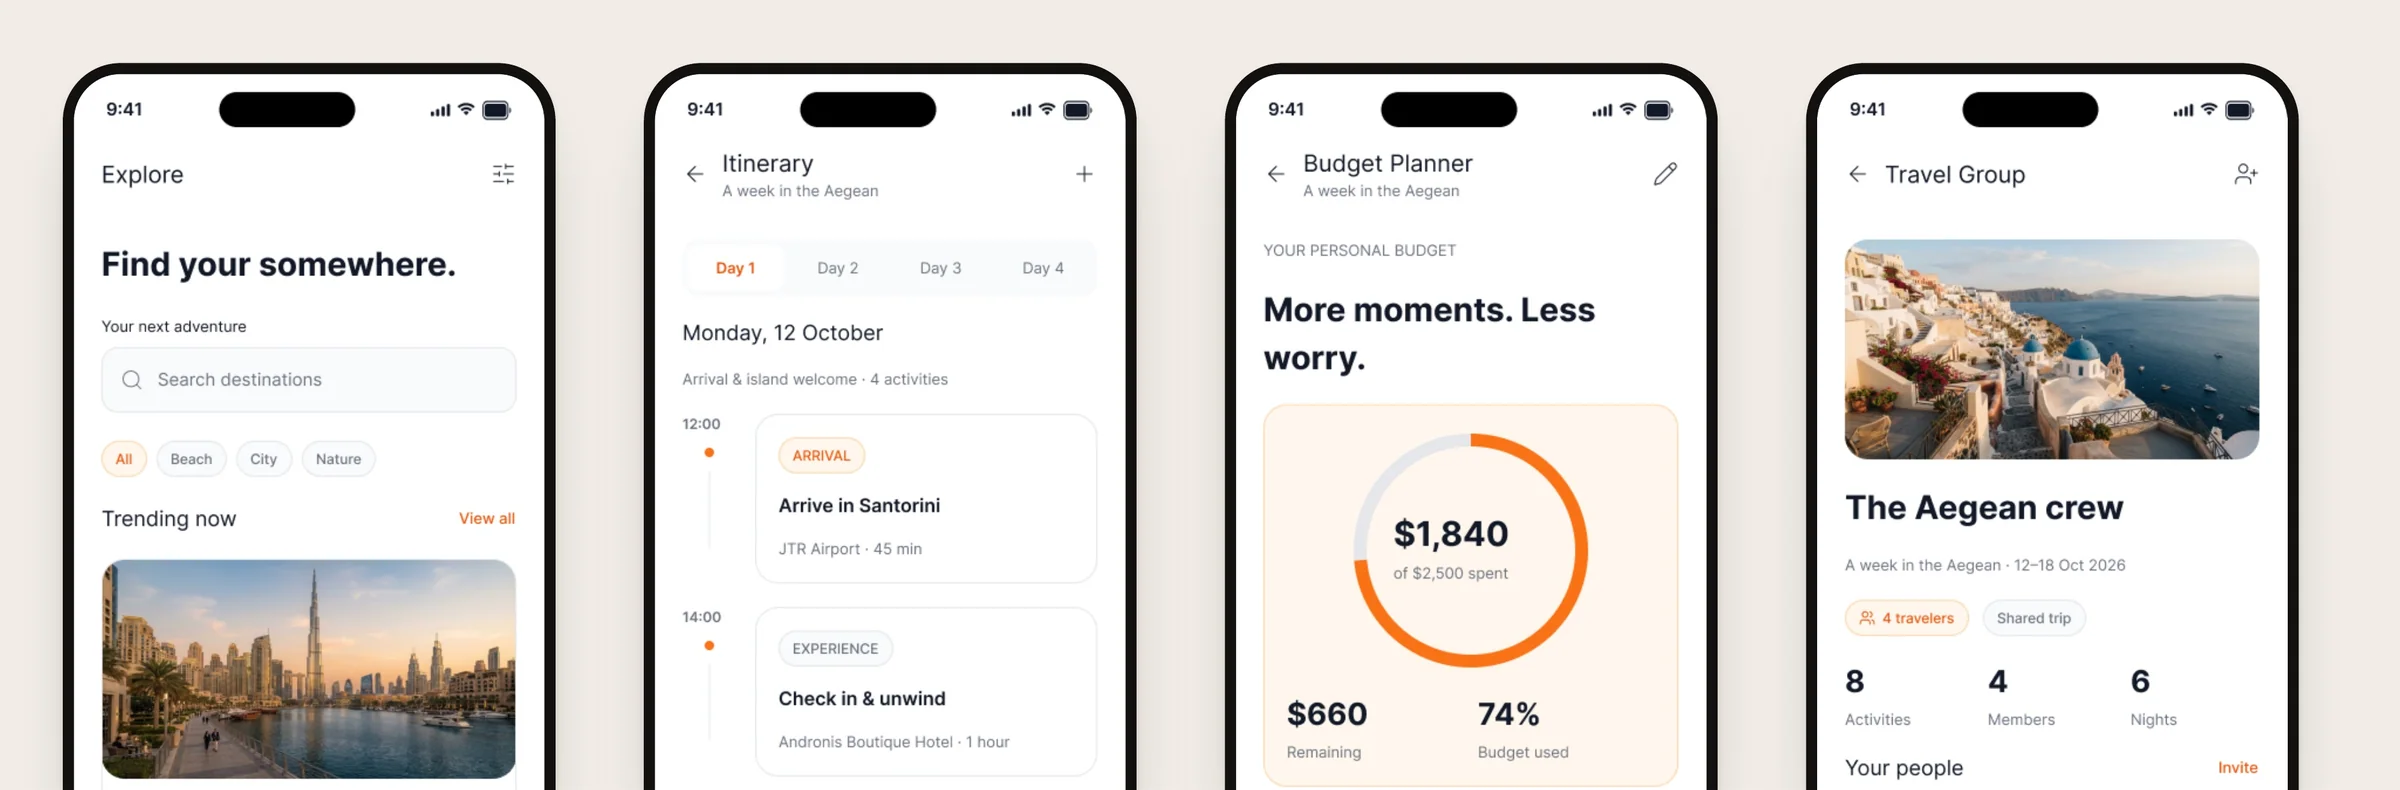 9:41
Explore
Find your somewhere.
Your next adventure
Search destinations
All
Beach
City
Nature
Trending now
View all
9:41
Itinerary
A week in the Aegean
Day 1
Day 2
Day 3
Day 4
Monday, 12 October
Arrival & island welcome · 4 activities
12:00
ARRIVAL
Arrive in Santorini
JTR Airport · 45 min
14:00
EXPERIENCE
Check in & unwind
Andronis Boutique Hotel · 1 hour
9:41
Budget Planner
A week in the Aegean
YOUR PERSONAL BUDGET
More moments. Less
worry.
$1,840
of $2,500 spent
$660
Remaining
74%
Budget used
9:41
Travel Group
The Aegean crew
A week in the Aegean · 12–18 Oct 2026
4 travelers
Shared trip
8
Activities
4
Members
6
Nights
Your people
Invite